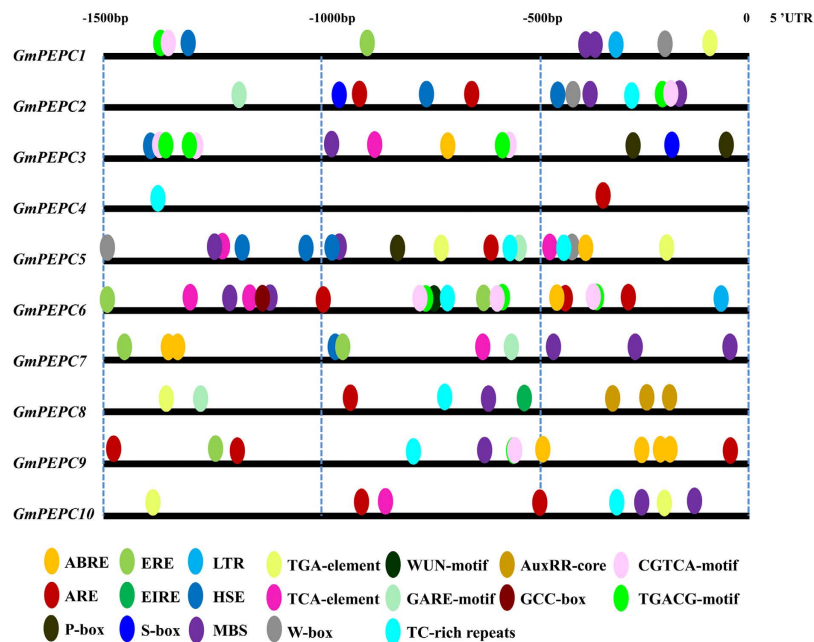 -1500bp -1000bp -500bp 0 5 ’UTR
GmPEPC1
GmPEPC2
GmPEPC3
GmPEPC4
GmPEPC5
GmPEPC6
GmPEPC7
GmPEPC8
GmPEPC9
GmPEPC10
ABRE ERE LTR TGA-element WUN-motif AuxRR-core CGTCA-motif
ARE EIRE HSE TCA-element GARE-motif GCC-box TGACG-motif
P-box S-box MBS W-box TC-rich repeats